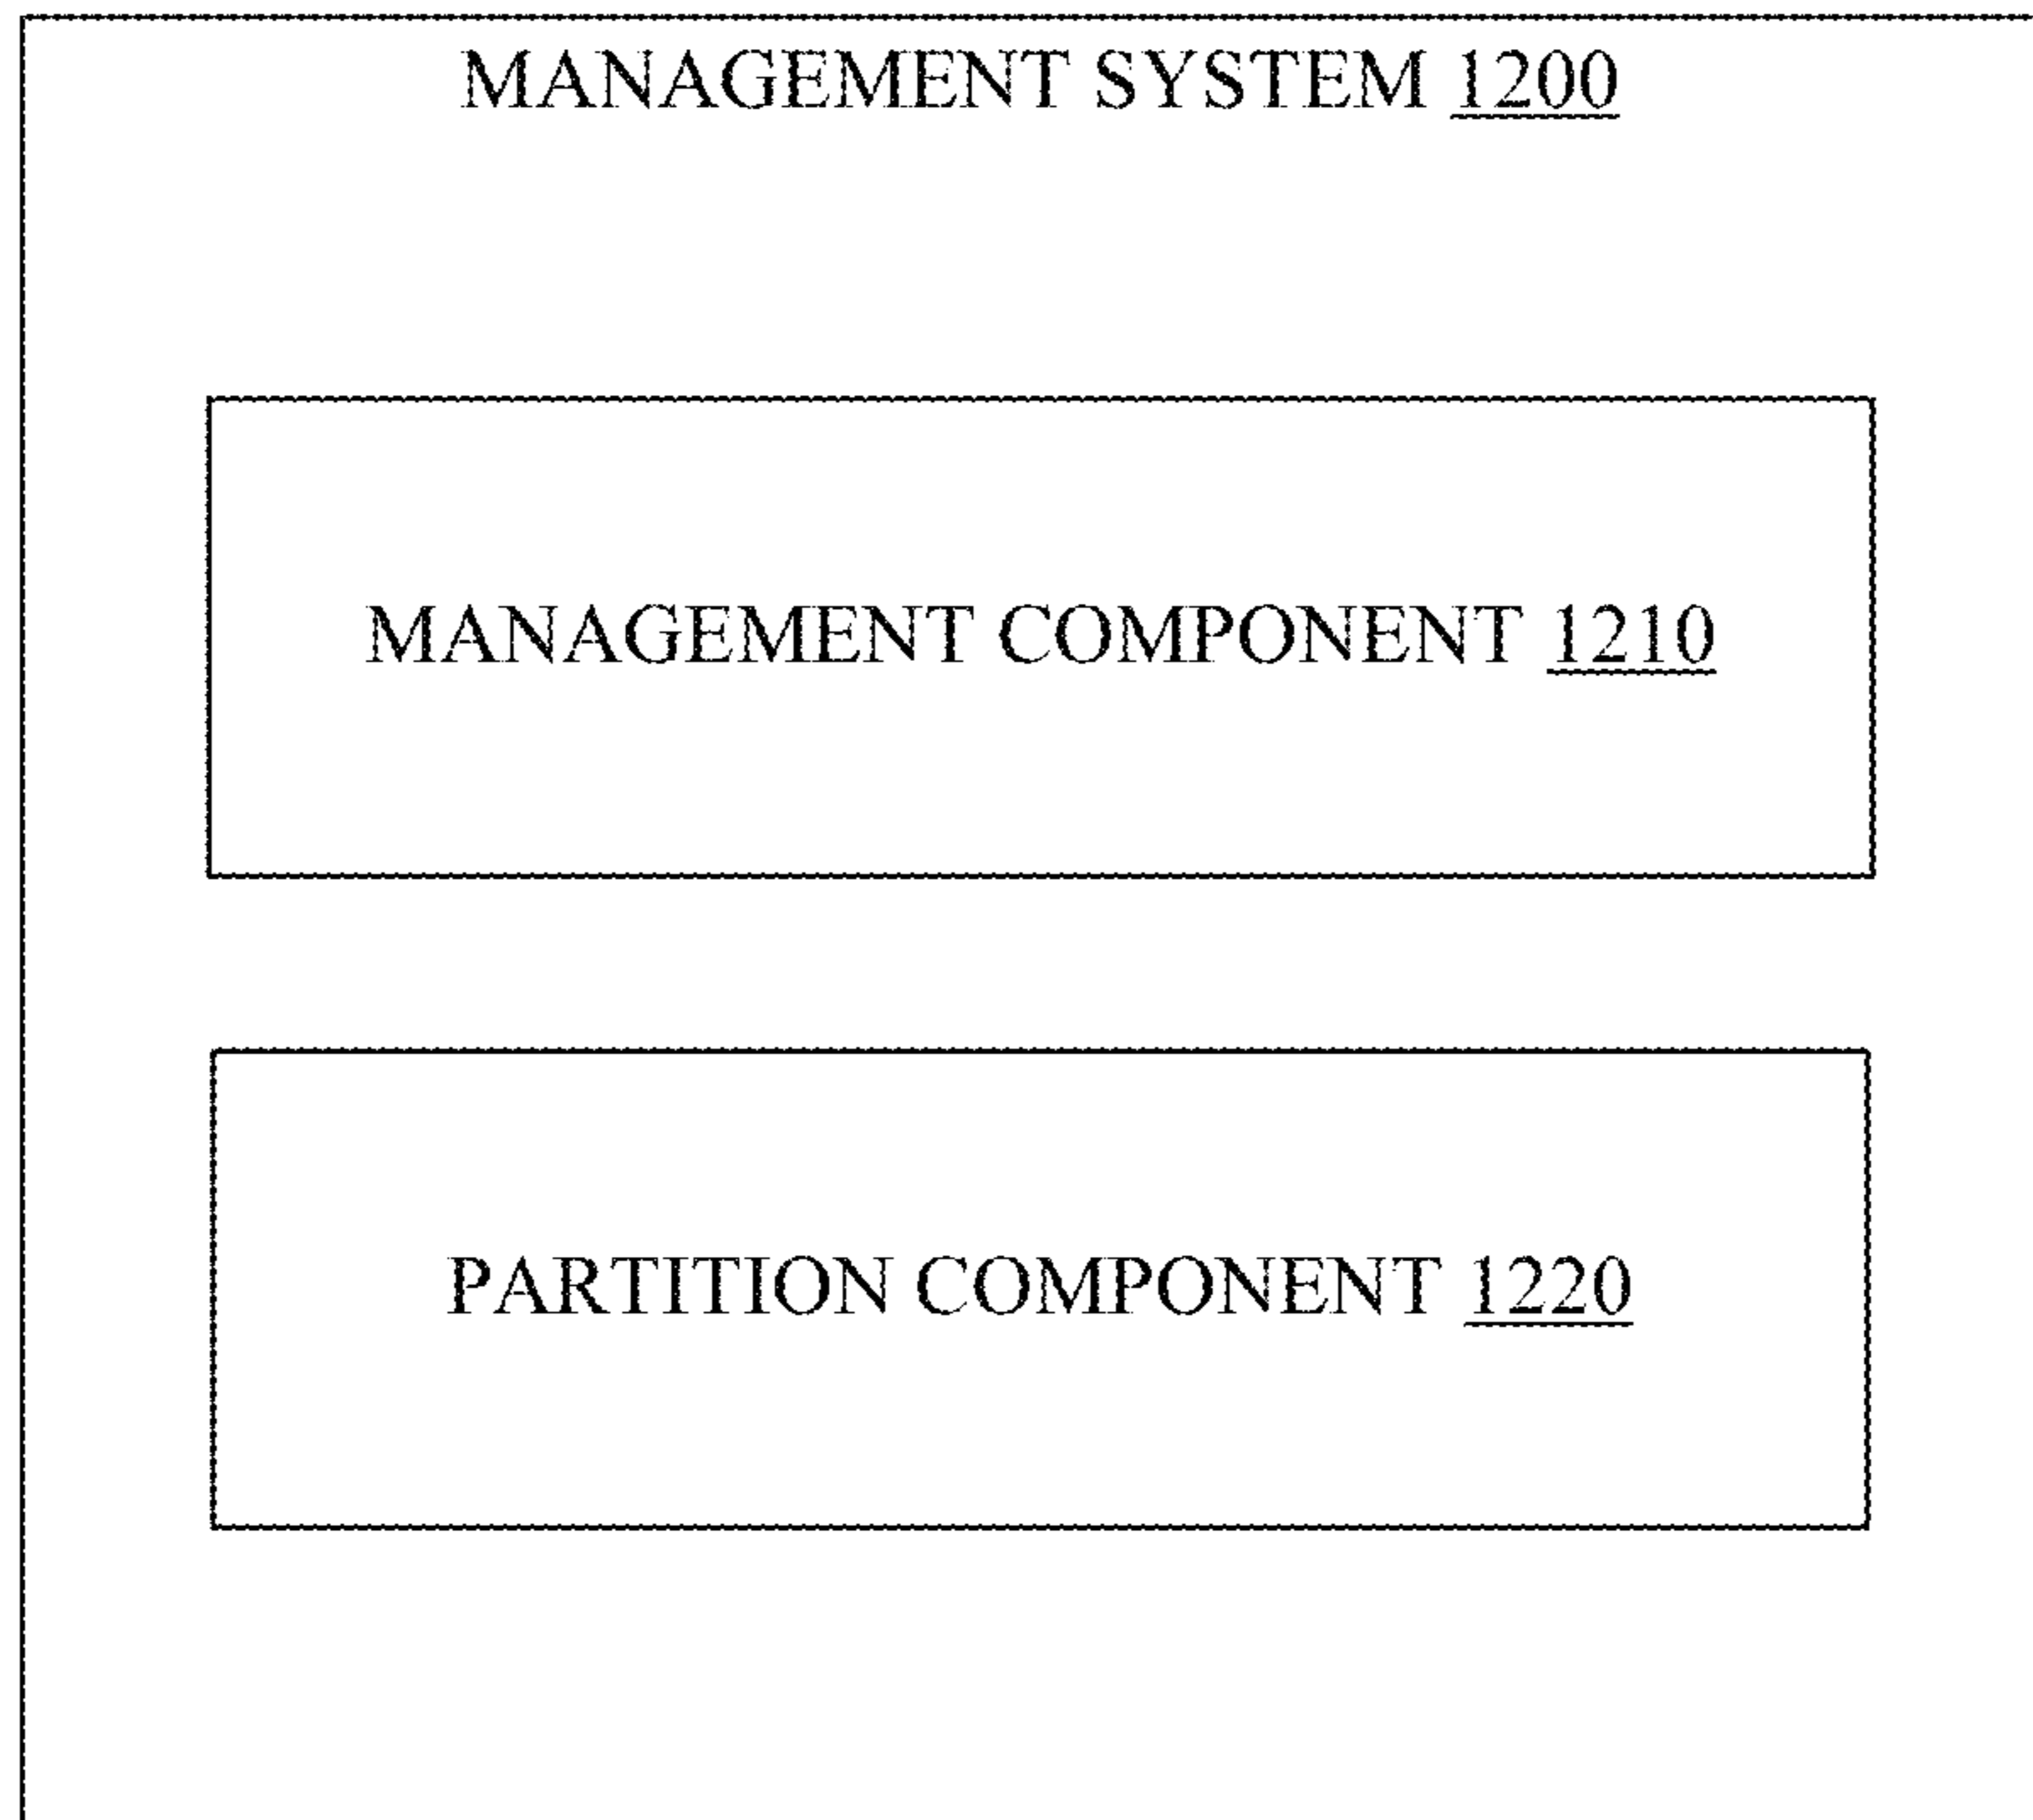 MANAGEMENT SYSTEM 1200
MANAGEMENT COMPONENT 1210
PARTITION COMPONENT 1220